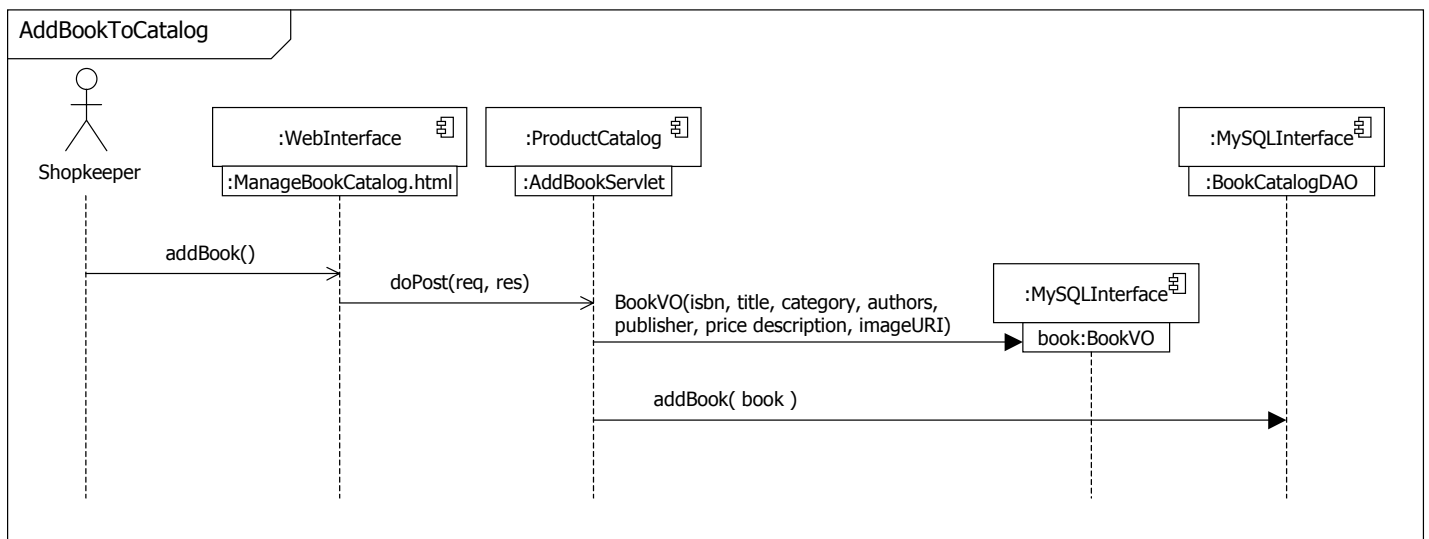 AddBookToCatalog
Shopkeeper
:WebInterface
:ManageBookCatalog.html
:ProductCatalog
:AddBookServlet
:MySQLInterface
:BookCatalogDAO
addBook()
doPost(req, res)
BookVO(isbn, title, category, authors,
publisher, price description, imageURI)
:MySQLInterface
book:BookVO
addBook( book )